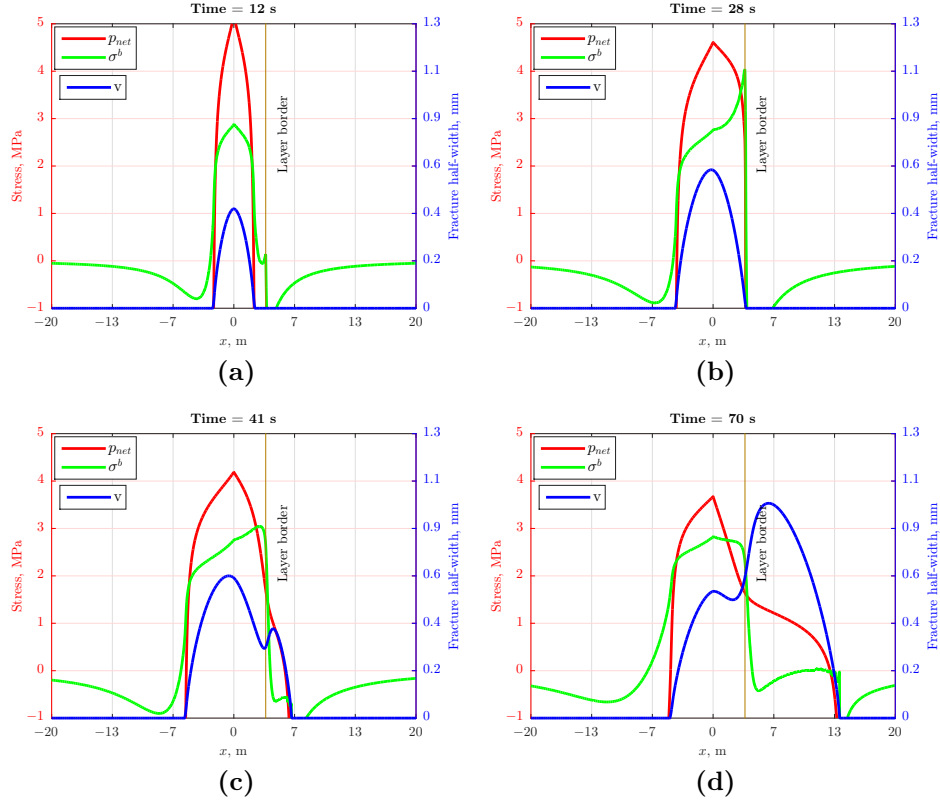 Time = 12 s
5
4
3
2
1
0
−1
Stress, MPa
p_net
σ^b
v
Layer border
1.3
1.1
0.9
0.6
0.4
0.2
0
Fracture half-width, mm
−20 −13 −7 0 7 13 20
x, m
(a)
Time = 28 s
5
4
3
2
1
0
−1
Stress, MPa
p_net
σ^b
v
Layer border
1.3
1.1
0.9
0.6
0.4
0.2
0
Fracture half-width, mm
−20 −13 −7 0 7 13 20
x, m
(b)
Time = 41 s
5
4
3
2
1
0
−1
Stress, MPa
p_net
σ^b
v
Layer border
1.3
1.1
0.9
0.6
0.4
0.2
0
Fracture half-width, mm
−20 −13 −7 0 7 13 20
x, m
(c)
Time = 70 s
5
4
3
2
1
0
−1
Stress, MPa
p_net
σ^b
v
Layer border
1.3
1.1
0.9
0.6
0.4
0.2
0
Fracture half-width, mm
−20 −13 −7 0 7 13 20
x, m
(d)